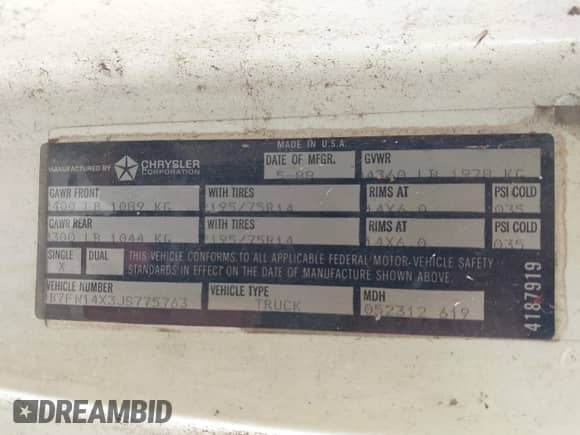 MADE IN U.S.A.
MANUFACTURED BY CHRYSLER CORPORATION
DATE OF MFGR. 5-88
GVWR 4360 LB 1978 KG
GAWR FRONT WITH TIRES RIMS AT PSI COLD
2400 LB 1089 KG P195/75R14 14X6.0 035
GAWR REAR WITH TIRES RIMS AT PSI COLD
2300 LB 1044 KG P195/75R14 14X6.0 035
SINGLE X DUAL
THIS VEHICLE CONFORMS TO ALL APPLICABLE FEDERAL MOTOR-VEHICLE SAFETY
STANDARDS IN EFFECT ON THE DATE OF MANUFACTURE SHOWN ABOVE.
VEHICLE NUMBER VEHICLE TYPE MDH
B7FN14X3JS775763 TRUCK 052312 619
4187919
DREAMBID